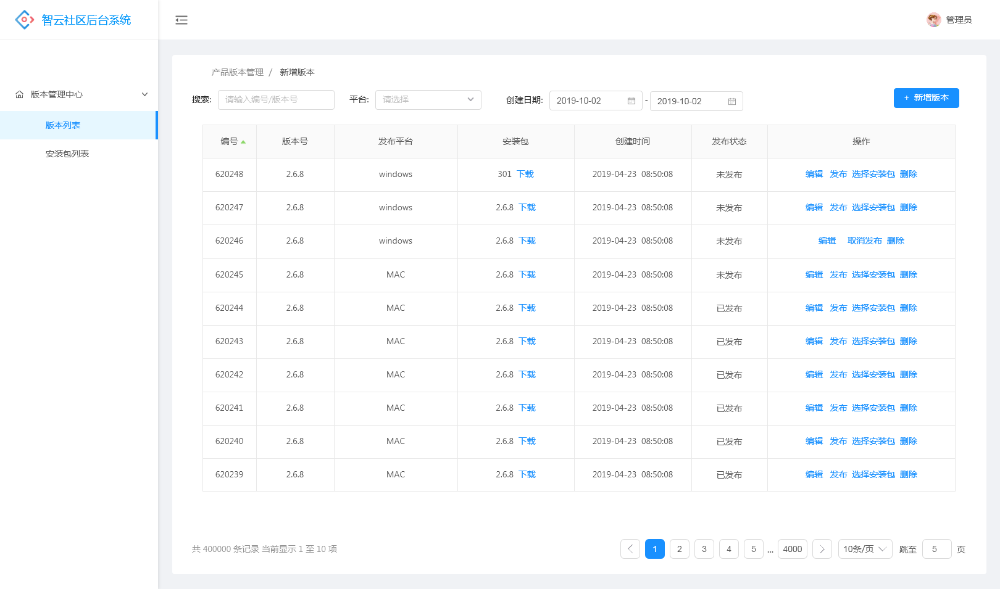 智云社区后台系统
管理员
版本管理中心
版本列表
安装包列表
产品版本管理 / 新增版本
搜索: 请输入编号/版本号 平台: 请选择 创建日期: 2019-10-02 - 2019-10-02 + 新增版本
编号 版本号 发布平台 安装包 创建时间 发布状态 操作
620248 2.6.8 windows 301 下载 2019-04-23 08:50:08 未发布 编辑 发布 选择安装包 删除
620247 2.6.8 windows 2.6.8 下载 2019-04-23 08:50:08 未发布 编辑 发布 选择安装包 删除
620246 2.6.8 windows 2.6.8 下载 2019-04-23 08:50:08 未发布 编辑 取消发布 删除
620245 2.6.8 MAC 2.6.8 下载 2019-04-23 08:50:08 未发布 编辑 发布 选择安装包 删除
620244 2.6.8 MAC 2.6.8 下载 2019-04-23 08:50:08 已发布 编辑 发布 选择安装包 删除
620243 2.6.8 MAC 2.6.8 下载 2019-04-23 08:50:08 已发布 编辑 发布 选择安装包 删除
620242 2.6.8 MAC 2.6.8 下载 2019-04-23 08:50:08 已发布 编辑 发布 选择安装包 删除
620241 2.6.8 MAC 2.6.8 下载 2019-04-23 08:50:08 已发布 编辑 发布 选择安装包 删除
620240 2.6.8 MAC 2.6.8 下载 2019-04-23 08:50:08 已发布 编辑 发布 选择安装包 删除
620239 2.6.8 MAC 2.6.8 下载 2019-04-23 08:50:08 已发布 编辑 发布 选择安装包 删除
共 400000 条记录 当前显示 1 至 10 项 1 2 3 4 5 ... 4000 10条/页 跳至 5 页